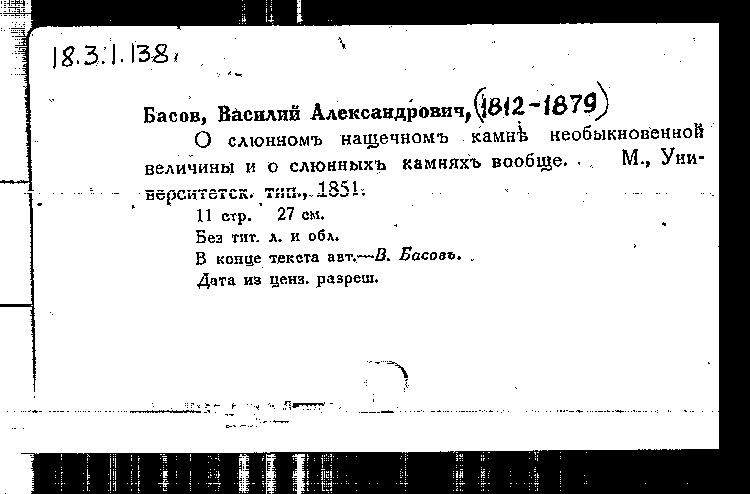 18.3.1.138.
Басов, Василий Александрович, (1812-1879)
О слюнномъ нащечномъ камнѣ необыкновенной
величины и о слюнныхъ камняхъ вообще. М., Уни-
верситетск. тип., 1851.
11 стр. 27 см.
Без тит. л. и обл.
В конце текста авт.—В. Басовъ.
Дата из ценз. разреш.